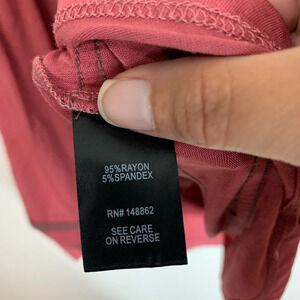 95%RAYON
5%SPANDEX
RN# 148862
SEE CARE
ON REVERSE